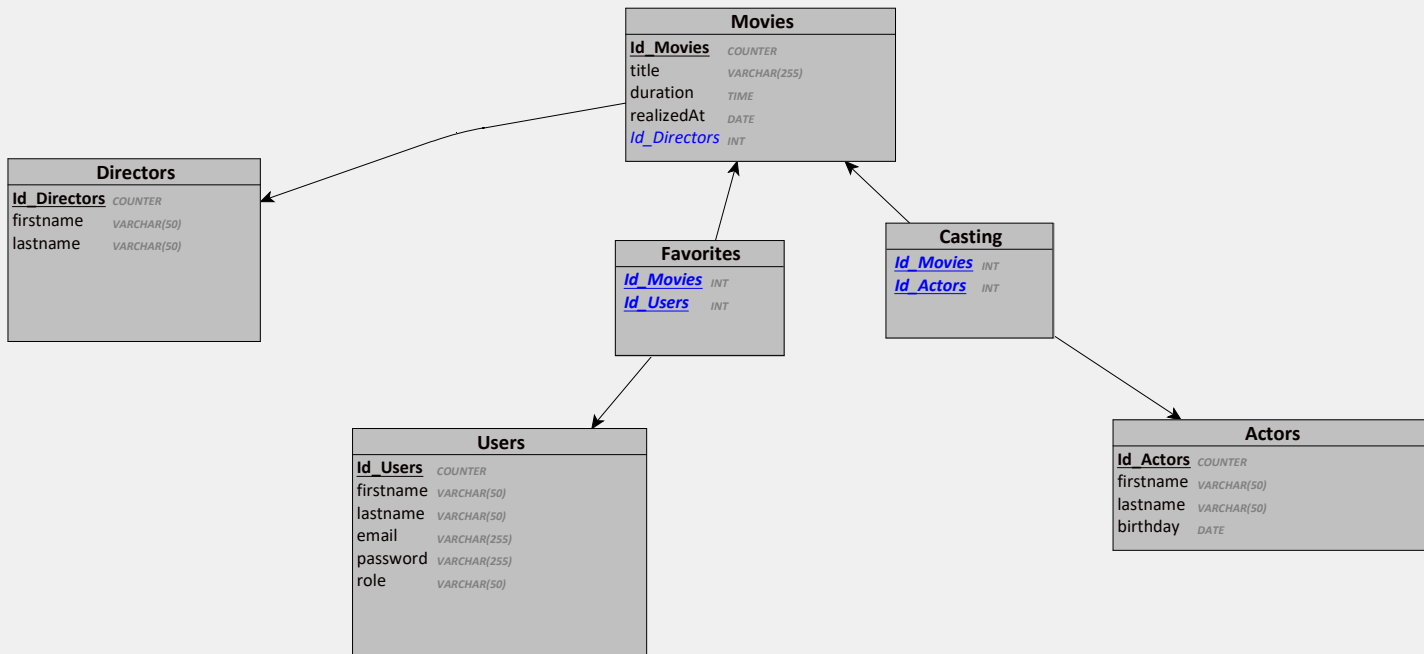 Movies
Id_Movies COUNTER
title VARCHAR(255)
duration TIME
realizedAt DATE
Id_Directors INT
Directors
Id_Directors COUNTER
firstname VARCHAR(50)
lastname VARCHAR(50)
Favorites
Id_Movies INT
Id_Users INT
Casting
Id_Movies INT
Id_Actors INT
Users
Id_Users COUNTER
firstname VARCHAR(50)
lastname VARCHAR(50)
email VARCHAR(255)
password VARCHAR(255)
role VARCHAR(50)
Actors
Id_Actors COUNTER
firstname VARCHAR(50)
lastname VARCHAR(50)
birthday DATE